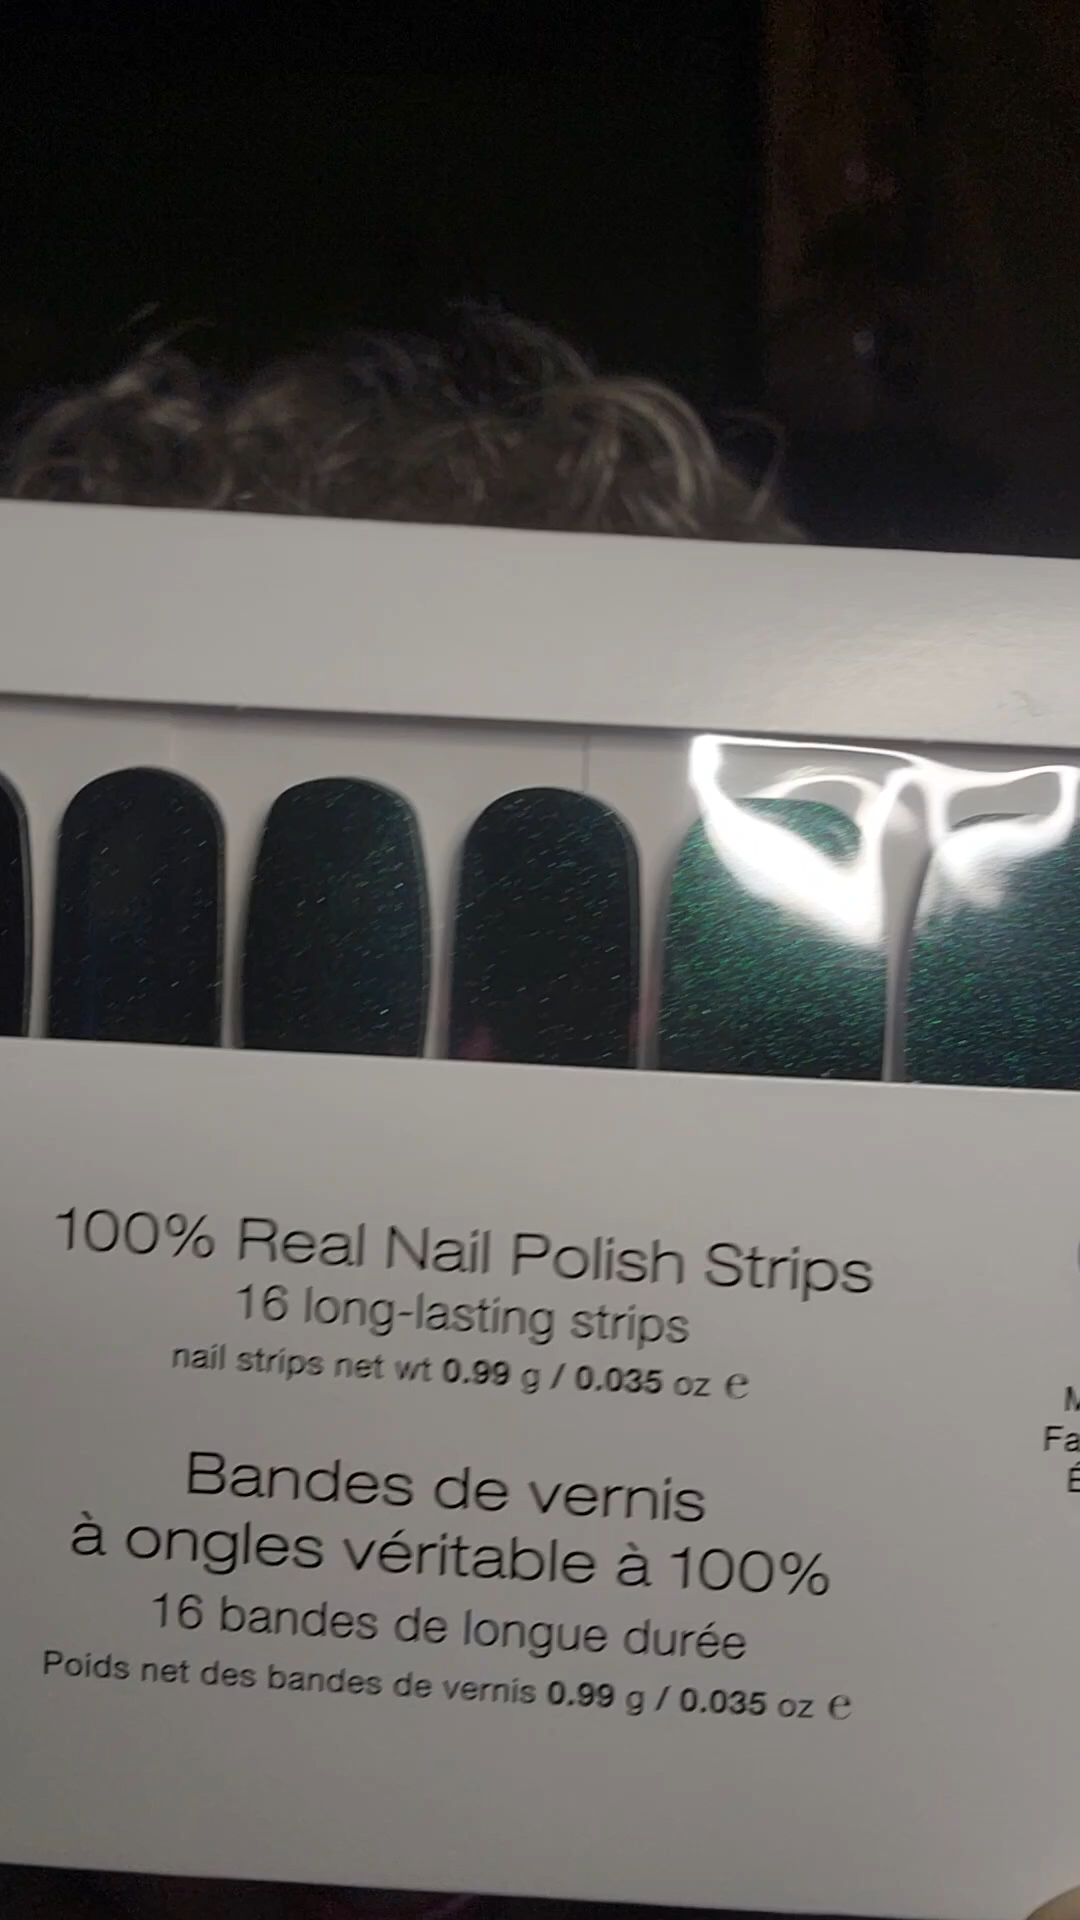 100% Real Nail Polish Strips
16 long-lasting strips
nail strips net wt 0.99 g / 0.035 oz ℮
Bandes de vernis
à ongles véritable à 100%
16 bandes de longue durée
Poids net des bandes de vernis 0.99 g / 0.035 oz ℮